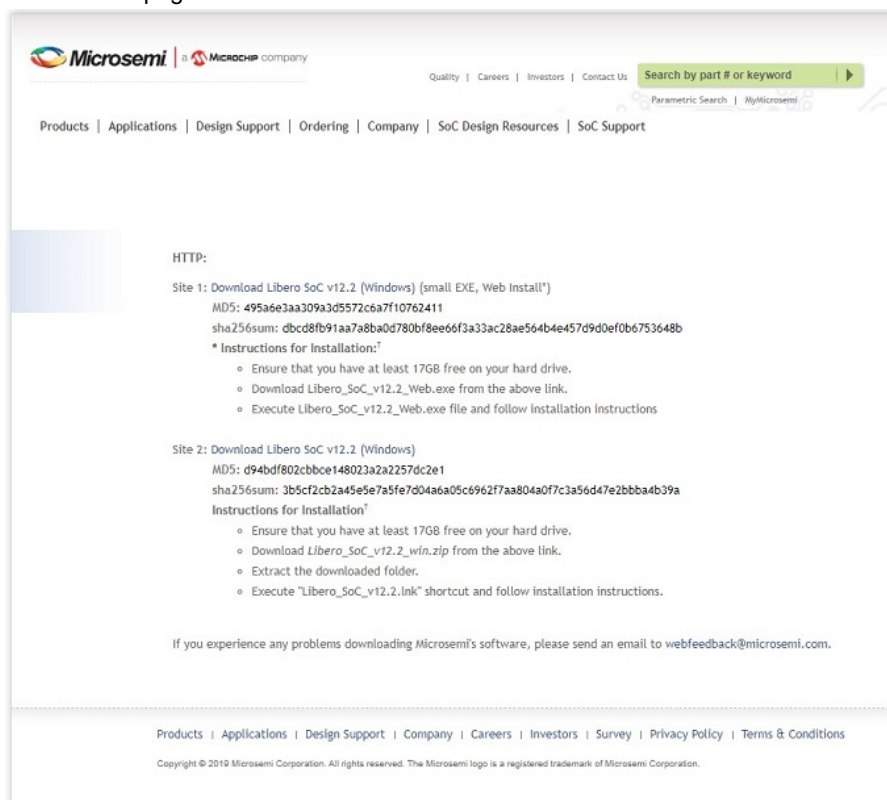 Microsemi | a MICROCHIP company
Quality | Careers | Investors | Contact Us
Search by part # or keyword
Parametric Search | MyMicrosemi
Products | Applications | Design Support | Ordering | Company | SoC Design Resources | SoC Support
HTTP:
Site 1: Download Libero SoC v12.2 (Windows) (small EXE, Web Install*)
MD5: 495a6e3aa309a3d5572c6a7f10762411
sha256sum: dbcd8fb91aa7a8ba0d780bf8ee66f3a33ac28ae564b4e457d9d0ef0b6753648b
* Instructions for Installation:†
◦ Ensure that you have at least 17GB free on your hard drive.
◦ Download Libero_SoC_v12.2_Web.exe from the above link.
◦ Execute Libero_SoC_v12.2_Web.exe file and follow installation instructions
Site 2: Download Libero SoC v12.2 (Windows)
MD5: d94bdf802cbbce148023a2a2257dc2e1
sha256sum: 3b5cf2cb2a45e5e7a5fe7d04a6a05c6962f7aa804a0f7c3a56d47e2bbba4b39a
Instructions for Installation†
◦ Ensure that you have at least 17GB free on your hard drive.
◦ Download Libero_SoC_v12.2_win.zip from the above link.
◦ Extract the downloaded folder.
◦ Execute "Libero_SoC_v12.2.lnk" shortcut and follow installation instructions.
If you experience any problems downloading Microsemi's software, please send an email to webfeedback@microsemi.com.
Products | Applications | Design Support | Company | Careers | Investors | Survey | Privacy Policy | Terms & Conditions
Copyright © 2019 Microsemi Corporation. All rights reserved. The Microsemi logo is a registered trademark of Microsemi Corporation.